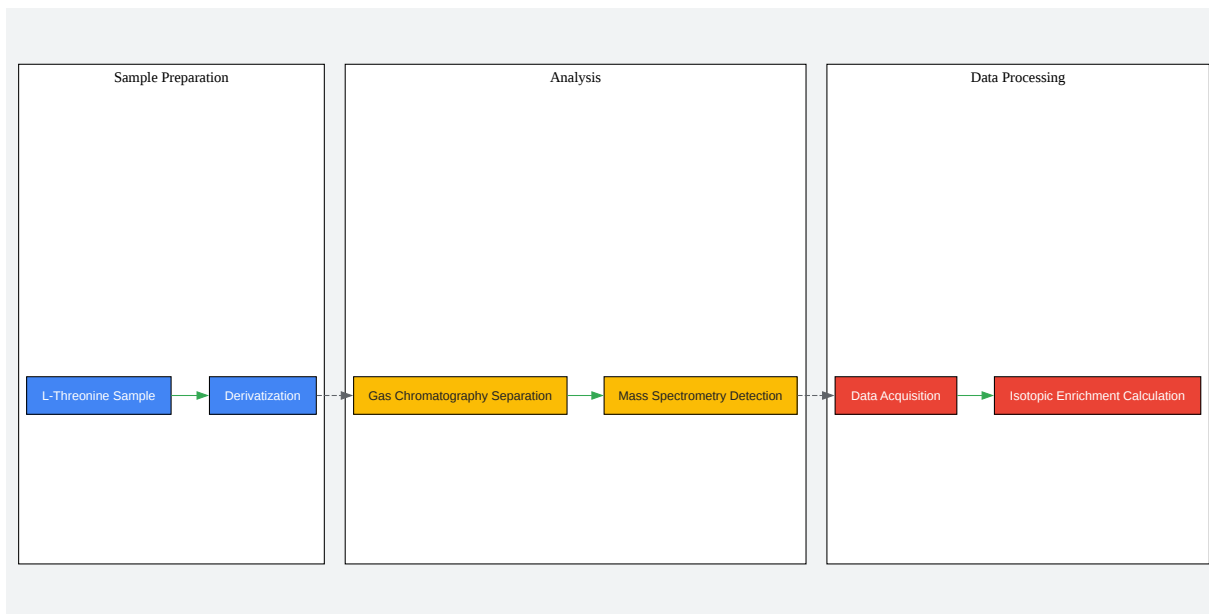 Sample Preparation
Analysis
Data Processing
L-Threonine Sample
Derivatization
Gas Chromatography Separation
Mass Spectrometry Detection
Data Acquisition
Isotopic Enrichment Calculation